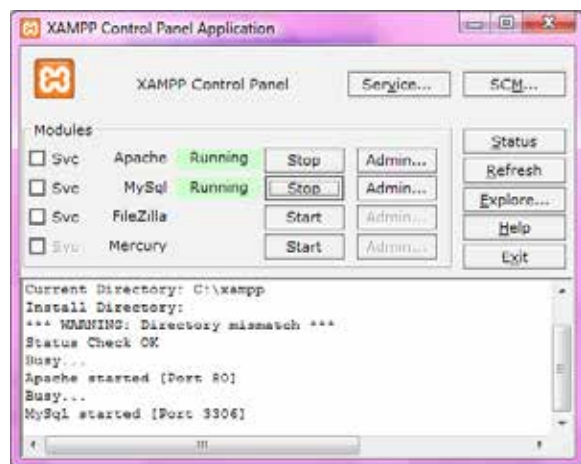 XAMPP Control Panel Application
XAMPP Control Panel
Service...
SCM...
Modules
Status
Svc Apache Running Stop Admin...
Refresh
Svc MySql Running Stop Admin...
Explore...
Svc FileZilla Start Admin...
Help
Svc Mercury Start Admin...
Exit
Current Directory: C:\xampp
Install Directory:
*** WARNING: Directory mismatch ***
Status Check OK
Busy...
Apache started [Port 80]
Busy...
MySql started [Port 3306]